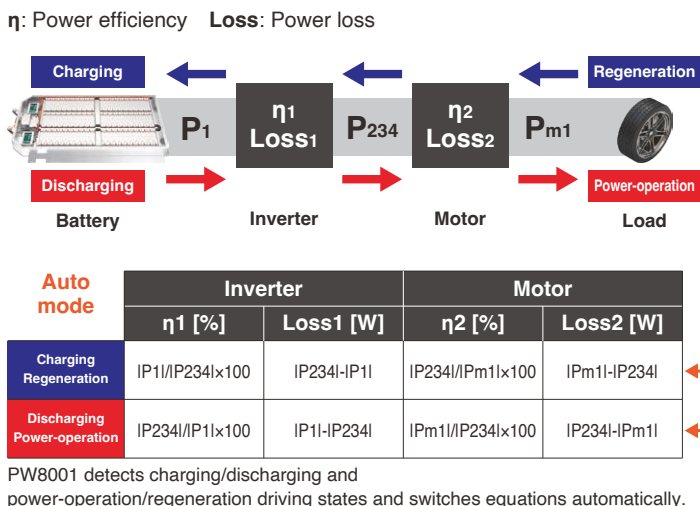 η: Power efficiency Loss: Power loss
Charging Regeneration
P1 η1 Loss1 P234 η2 Loss2 Pm1
Discharging Power-operation
Battery Inverter Motor Load
Auto mode
Inverter Motor
η1 [%] Loss1 [W] η2 [%] Loss2 [W]
Charging Regeneration |P1|/|P234|×100 |P234|-|P1| |P234|/|Pm1|×100 |Pm1|-|P234|
Discharging Power-operation |P234|/|P1|×100 |P1|-|P234| |Pm1|/|P234|×100 |P234|-|Pm1|
PW8001 detects charging/discharging and
power-operation/regeneration driving states and switches equations automatically.